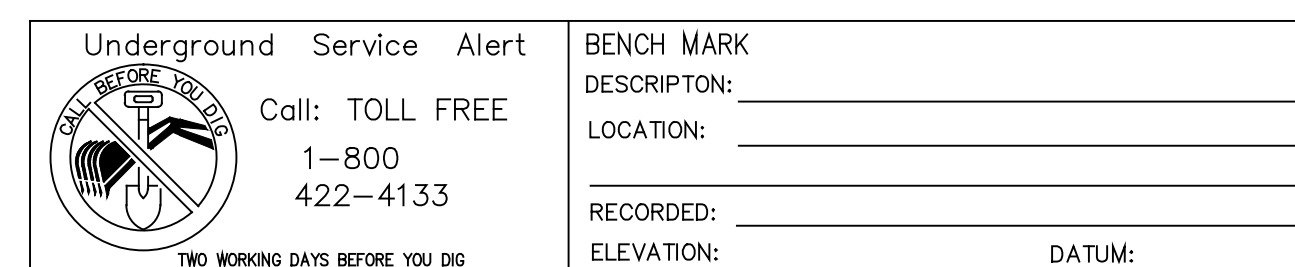 Underground Service Alert
CALL BEFORE YOU DIG
Call: TOLL FREE
1-800
422-4133
TWO WORKING DAYS BEFORE YOU DIG
BENCH MARK
DESCRIPTON:
LOCATION:
RECORDED:
ELEVATION: DATUM: